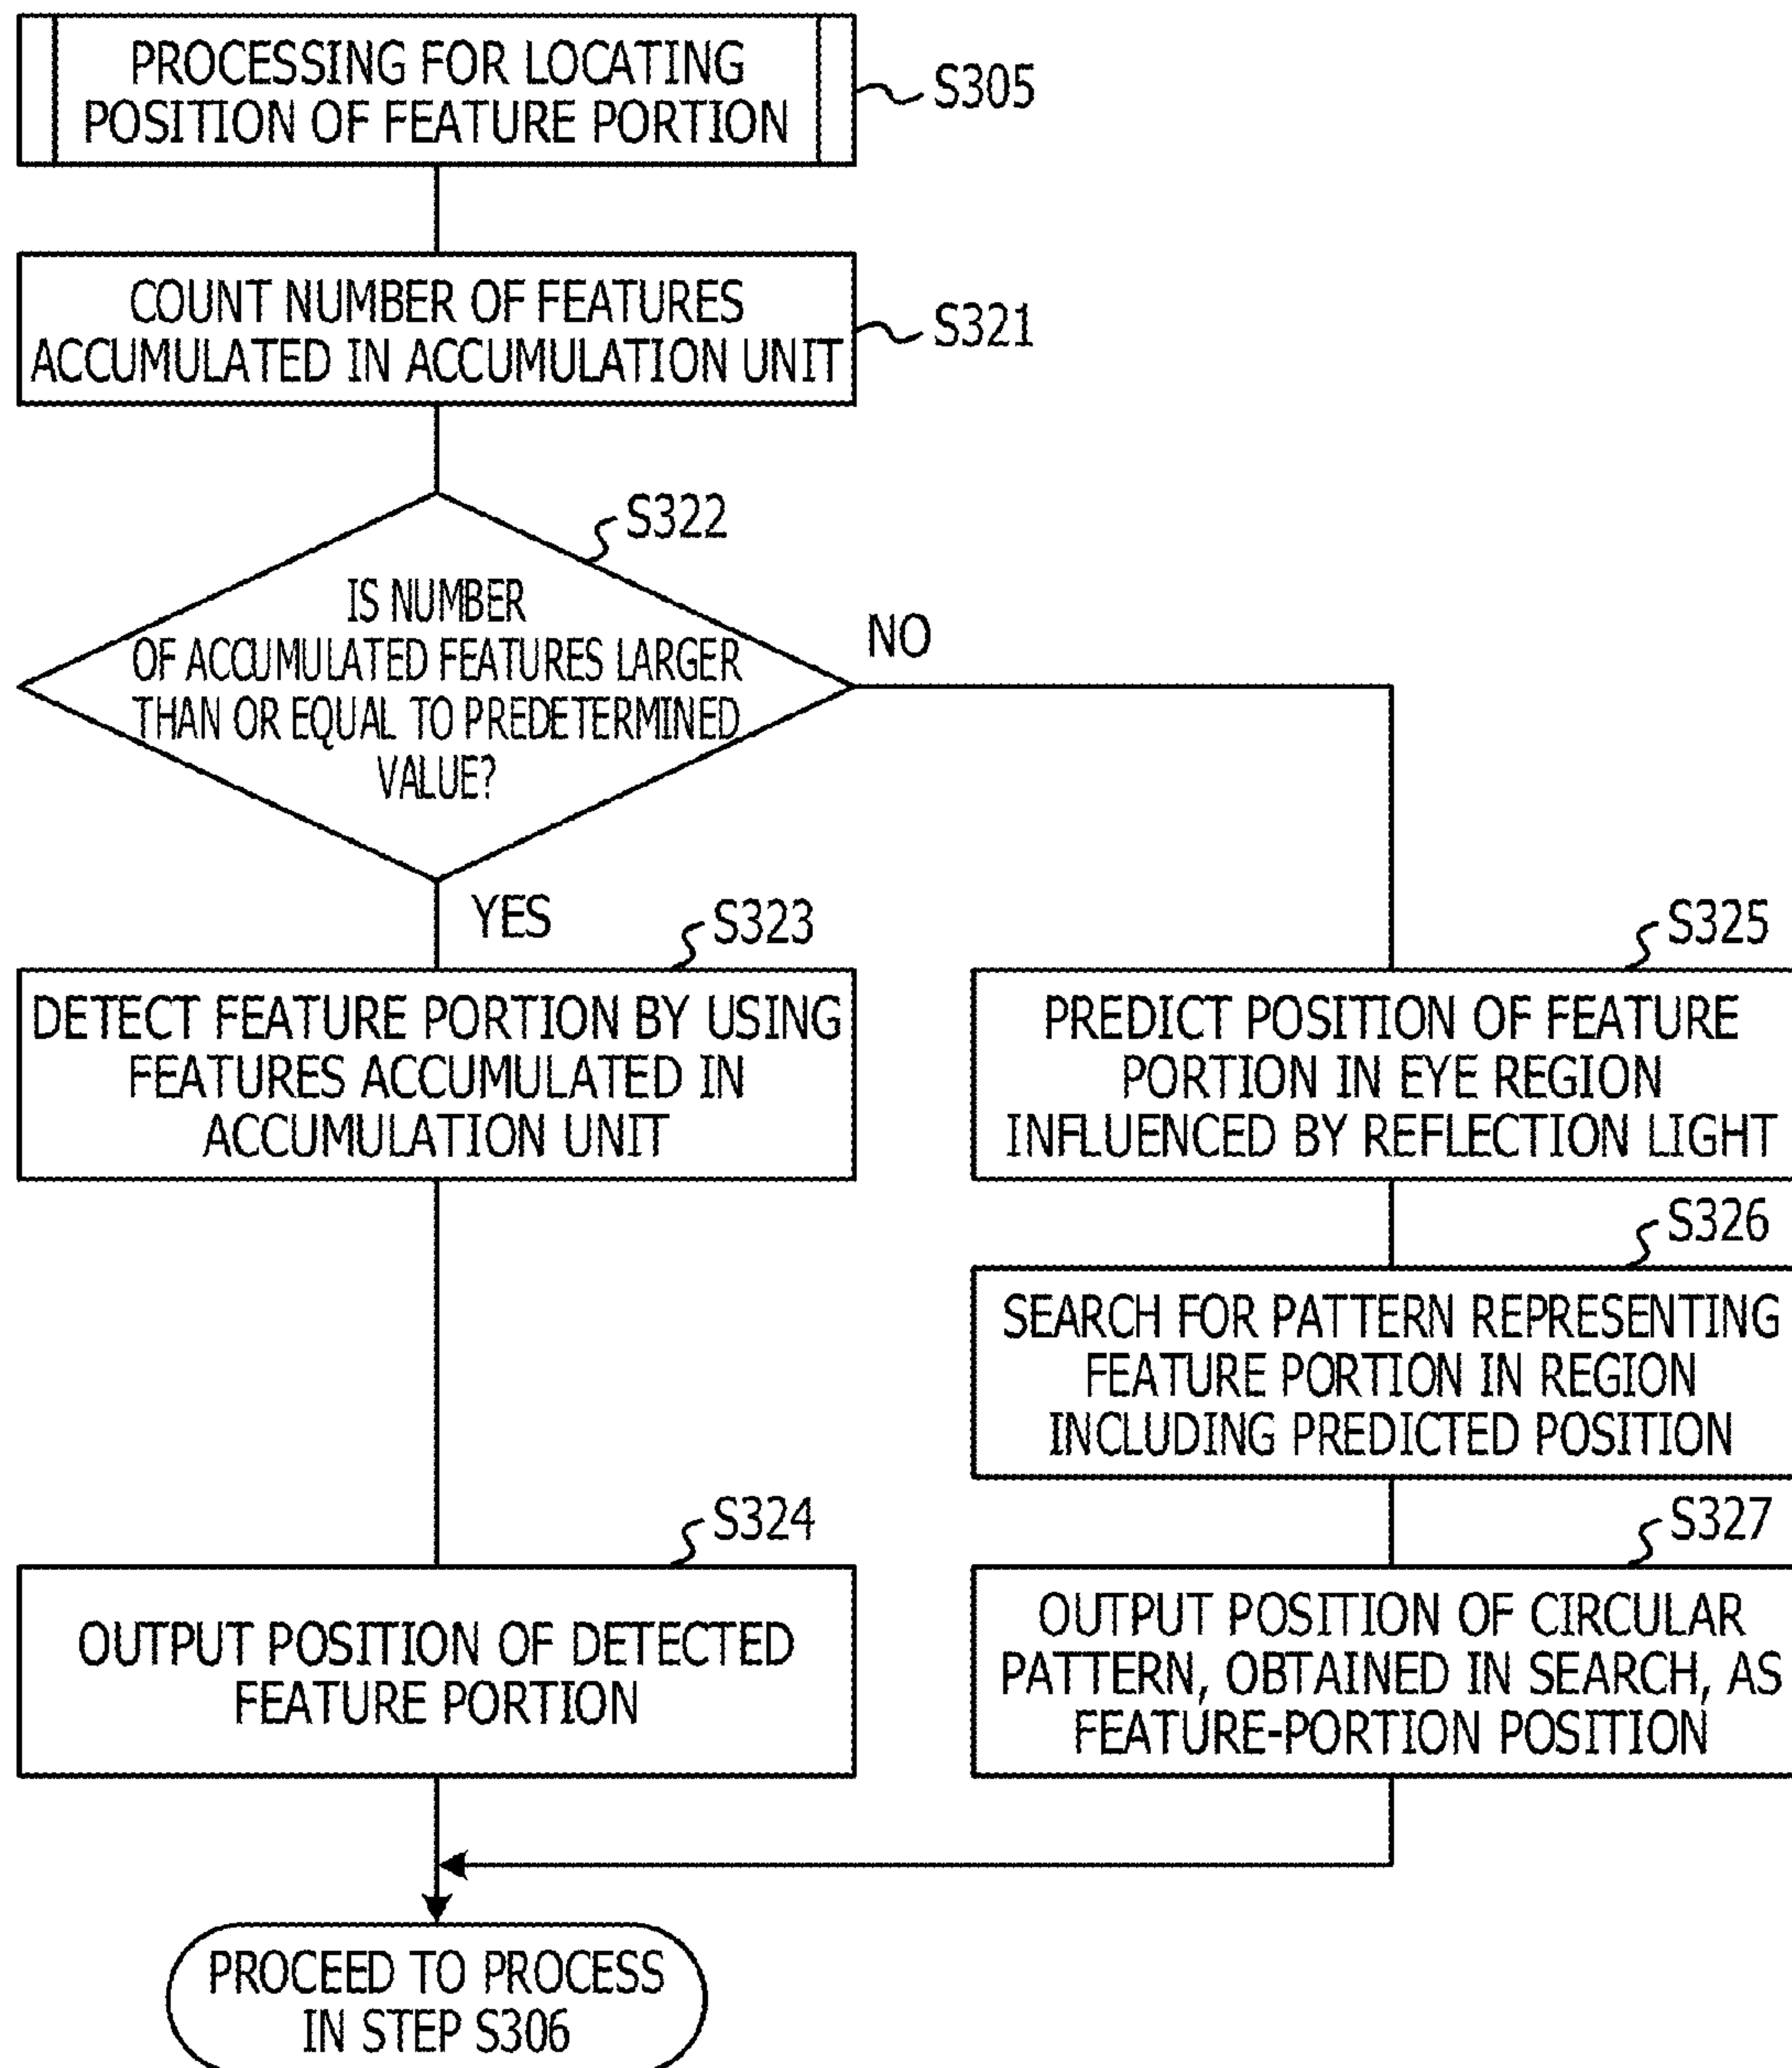 PROCESSING FOR LOCATING
POSITION OF FEATURE PORTION
S305
COUNT NUMBER OF FEATURES
ACCUMULATED IN ACCUMULATION UNIT
S321
S322
IS NUMBER
OF ACCUMULATED FEATURES LARGER
THAN OR EQUAL TO PREDETERMINED
VALUE?
NO
YES
S323
DETECT FEATURE PORTION BY USING
FEATURES ACCUMULATED IN
ACCUMULATION UNIT
S324
OUTPUT POSITION OF DETECTED
FEATURE PORTION
S325
PREDICT POSITION OF FEATURE
PORTION IN EYE REGION
INFLUENCED BY REFLECTION LIGHT
S326
SEARCH FOR PATTERN REPRESENTING
FEATURE PORTION IN REGION
INCLUDING PREDICTED POSITION
S327
OUTPUT POSITION OF CIRCULAR
PATTERN, OBTAINED IN SEARCH, AS
FEATURE-PORTION POSITION
PROCEED TO PROCESS
IN STEP S306